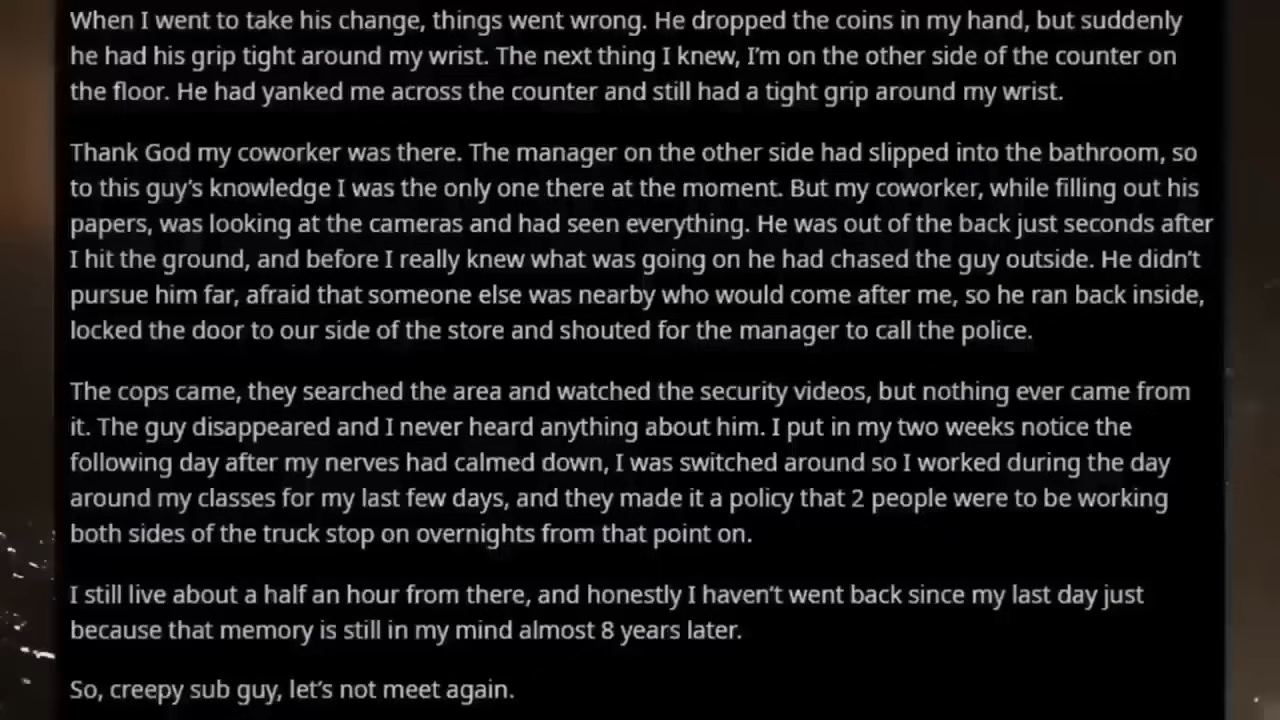 When I went to take his change, things went wrong. He dropped the coins in my hand, but suddenly
he had his grip tight around my wrist. The next thing I knew, I’m on the other side of the counter on
the floor. He had yanked me across the counter and still had a tight grip around my wrist.
Thank God my coworker was there. The manager on the other side had slipped into the bathroom, so
to this guy’s knowledge I was the only one there at the moment. But my coworker, while filling out his
papers, was looking at the cameras and had seen everything. He was out of the back just seconds after
I hit the ground, and before I really knew what was going on he had chased the guy outside. He didn’t
pursue him far, afraid that someone else was nearby who would come after me, so he ran back inside,
locked the door to our side of the store and shouted for the manager to call the police.
The cops came, they searched the area and watched the security videos, but nothing ever came from
it. The guy disappeared and I never heard anything about him. I put in my two weeks notice the
following day after my nerves had calmed down, I was switched around so I worked during the day
around my classes for my last few days, and they made it a policy that 2 people were to be working
both sides of the truck stop on overnights from that point on.
I still live about a half an hour from there, and honestly I haven’t went back since my last day just
because that memory is still in my mind almost 8 years later.
So, creepy sub guy, let’s not meet again.